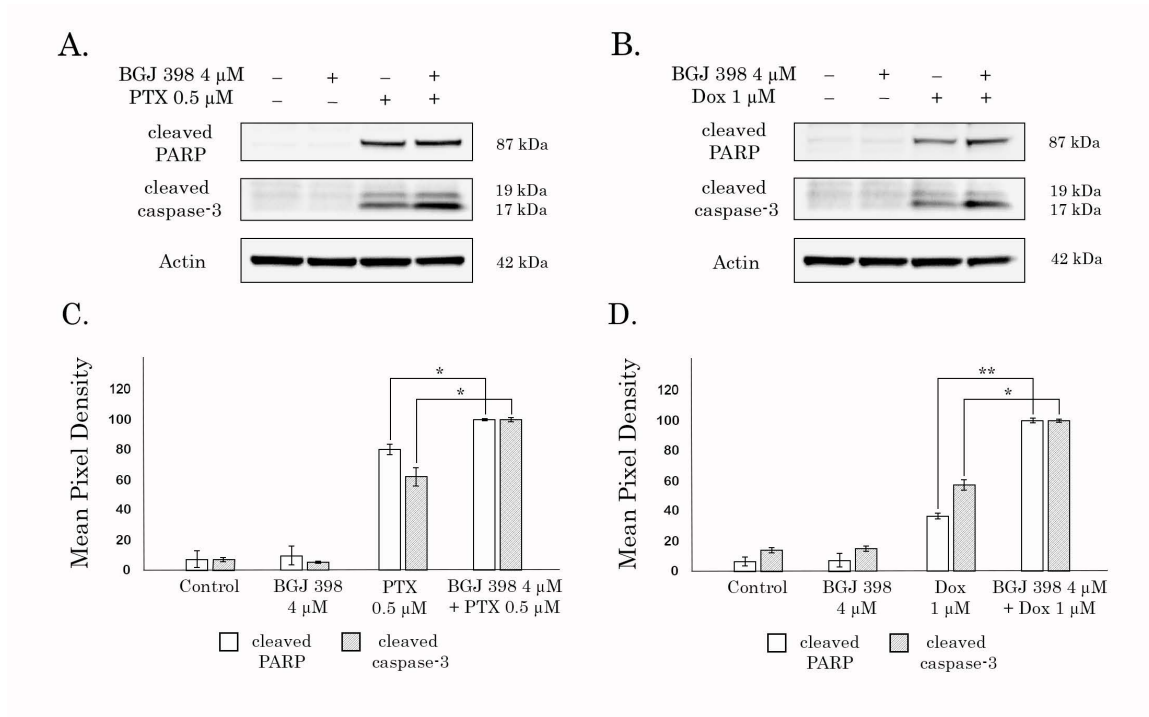 A.
BGJ 398 4 µM – + – +
PTX 0.5 µM – – + +
cleaved
PARP
87 kDa
cleaved
caspase-3
19 kDa
17 kDa
Actin
42 kDa
B.
BGJ 398 4 µM – + – +
Dox 1 µM – – + +
cleaved
PARP
87 kDa
cleaved
caspase-3
19 kDa
17 kDa
Actin
42 kDa
C.
Mean Pixel Density
120
100
80
60
40
20
0
*
*
Control
BGJ 398
4 µM
PTX
0.5 µM
BGJ 398 4 µM
+ PTX 0.5 µM
cleaved
PARP
cleaved
caspase-3
D.
Mean Pixel Density
120
100
80
60
40
20
0
**
*
Control
BGJ 398
4 µM
Dox
1 µM
BGJ 398 4 µM
+ Dox 1 µM
cleaved
PARP
cleaved
caspase-3